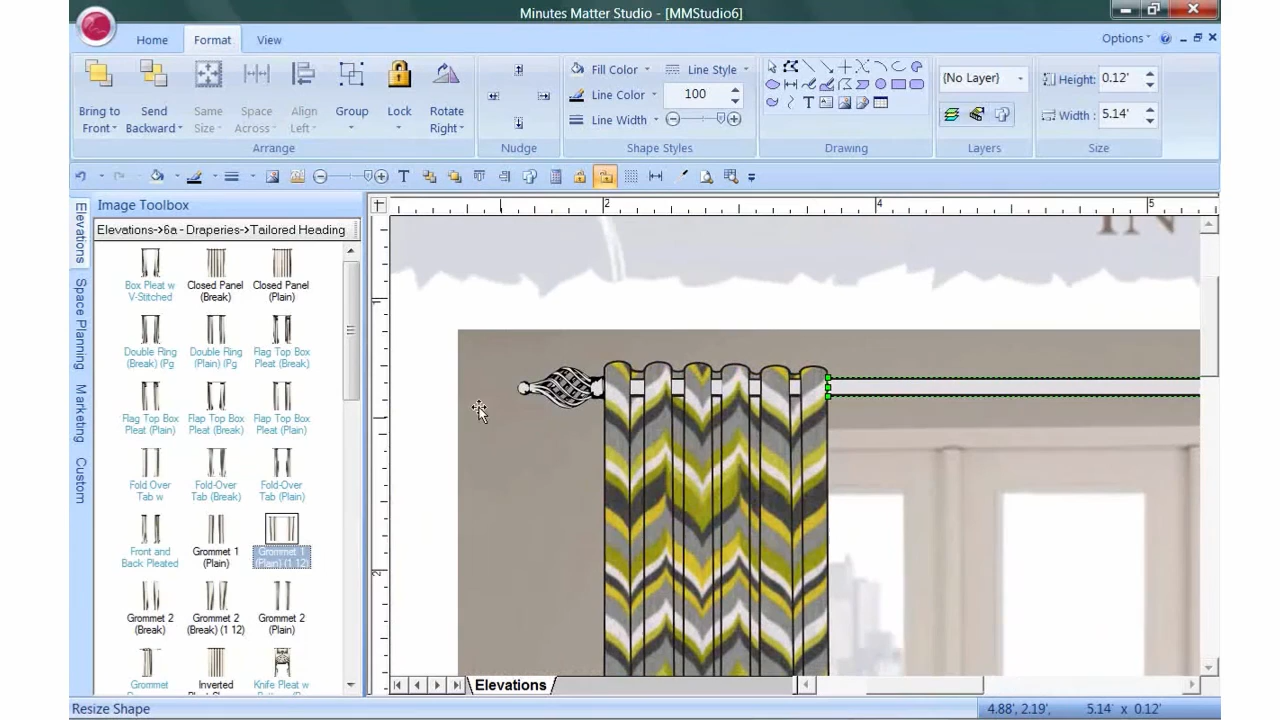 Minutes Matter Studio - [MMStudio6]
Home Format View Options
Bring to Front
Send Backward
Same Size
Space Across
Align Left
Group
Lock
Rotate Right
Arrange
Nudge
Fill Color Line Style
Line Color 100
Line Width
Shape Styles
Drawing
(No Layer)
Layers
Height: 0.12'
Width : 5.14'
Size
Image Toolbox
Elevations->6a - Draperies->Tailored Heading
Elevations
Space Planning
Marketing
Custom
Box Pleat w V-Stitched
Closed Panel (Break)
Closed Panel (Plain)
Double Ring (Break) (Pg
Double Ring (Plain) (Pg
Flag Top Box Pleat (Break)
Flag Top Box Pleat (Plain)
Flap Top Box Pleat (Break)
Flap Top Box Pleat (Plain)
Fold Over Tab w
Fold-Over Tab (Break)
Fold-Over Tab (Plain)
Front and Back Pleated
Grommet 1 (Plain)
Grommet 1 (Plain) (1 12)
Grommet 2 (Break)
Grommet 2 (Break) (1 12)
Grommet 2 (Plain)
Grommet
Inverted
Knife Pleat w
2 4 5
1
2
IN
Elevations
Resize Shape
4.88', 2.19' 5.14' x 0.12'